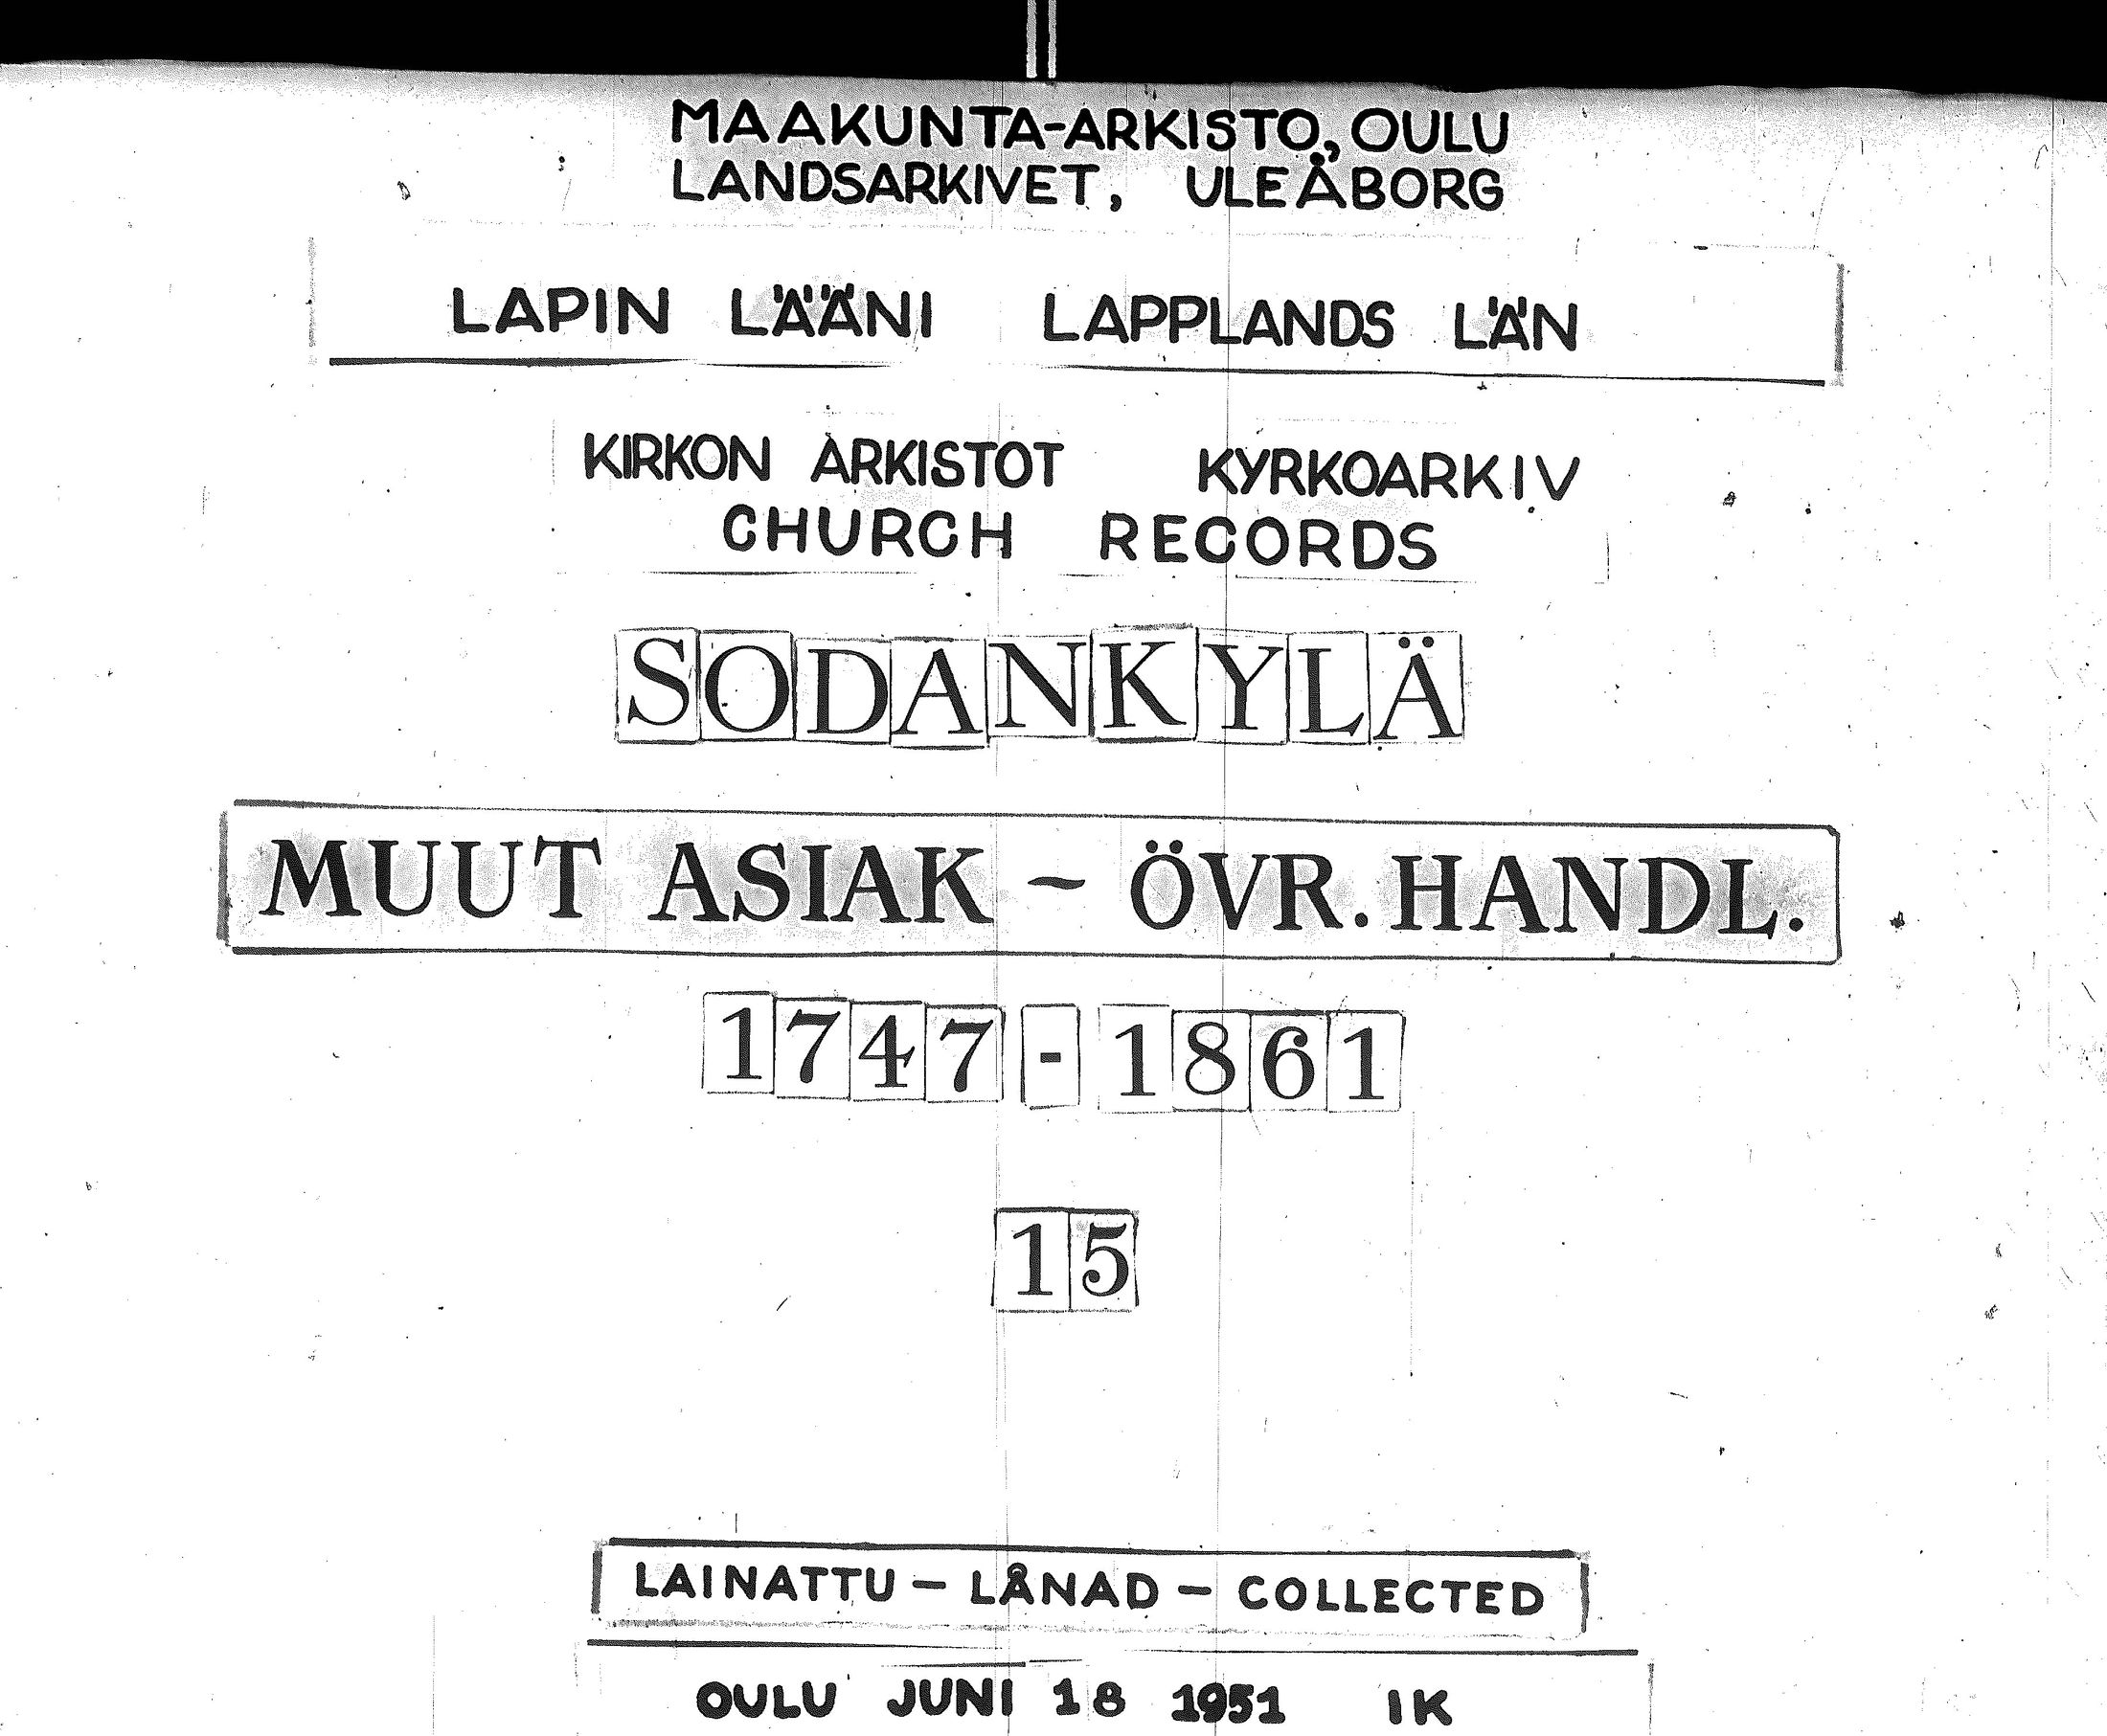 MAAKUNTA-ARKISTO, OULU
LANDSARKIVET, ULEÅBORG
LAPIN LÄÄNI LAPPLANDS LÄN
KIRKON ARKISTOT KYRKOARKIV
CHURCH RECORDS
SODANKYLÄ
MUUT ASIAK - ÖVR. HANDL.
1747 - 1861
15
LAINATTU - LÅNAD - COLLECTED
OULU JUNI 18 1951 IK